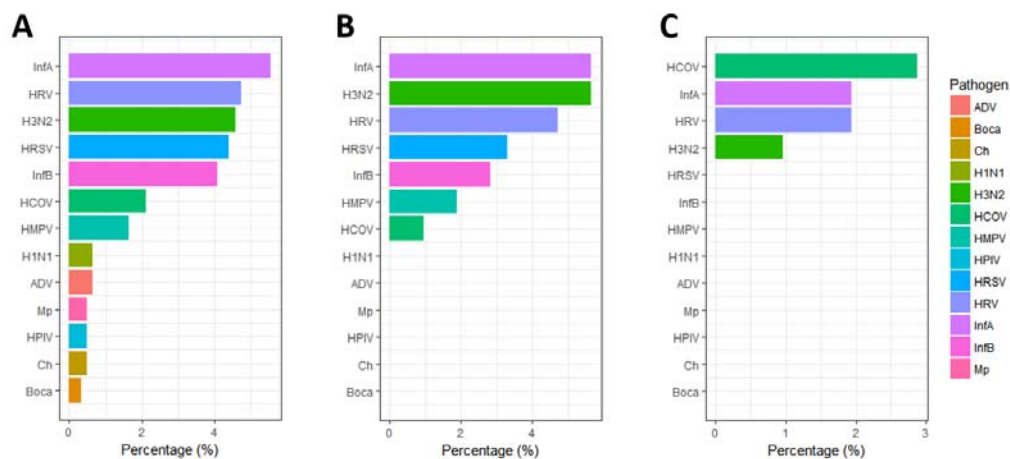 A
InfA
HRV
H3N2
HRSV
InfB
HCOV
HMPV
H1N1
ADV
Mp
HPIV
Ch
Boca
0 2 4
Percentage (%)
B
InfA
H3N2
HRV
HRSV
InfB
HMPV
HCOV
H1N1
ADV
Mp
HPIV
Ch
Boca
0 2 4
Percentage (%)
C
HCOV
InfA
HRV
H3N2
HRSV
InfB
HMPV
H1N1
ADV
Mp
HPIV
Ch
Boca
0 1 2 3
Percentage (%)
Pathogen
ADV
Boca
Ch
H1N1
H3N2
HCOV
HMPV
HPIV
HRSV
HRV
InfA
InfB
Mp